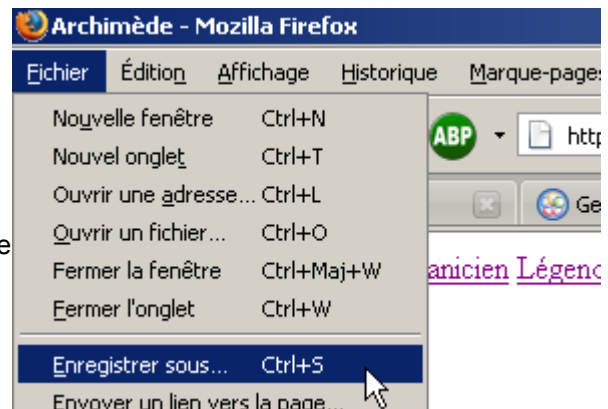 Archimède - Mozilla Firefox
Fichier Édition Affichage Historique Marque-pages
Nouvelle fenêtre Ctrl+N
Nouvel onglet Ctrl+T
ABP http
Ouvrir une adresse... Ctrl+L
Ge
Ouvrir un fichier... Ctrl+O
e
Fermer la fenêtre Ctrl+Maj+W
anicien Légend
Fermer l'onglet Ctrl+W
Enregistrer sous... Ctrl+S
Envoyer un lien vers la page...